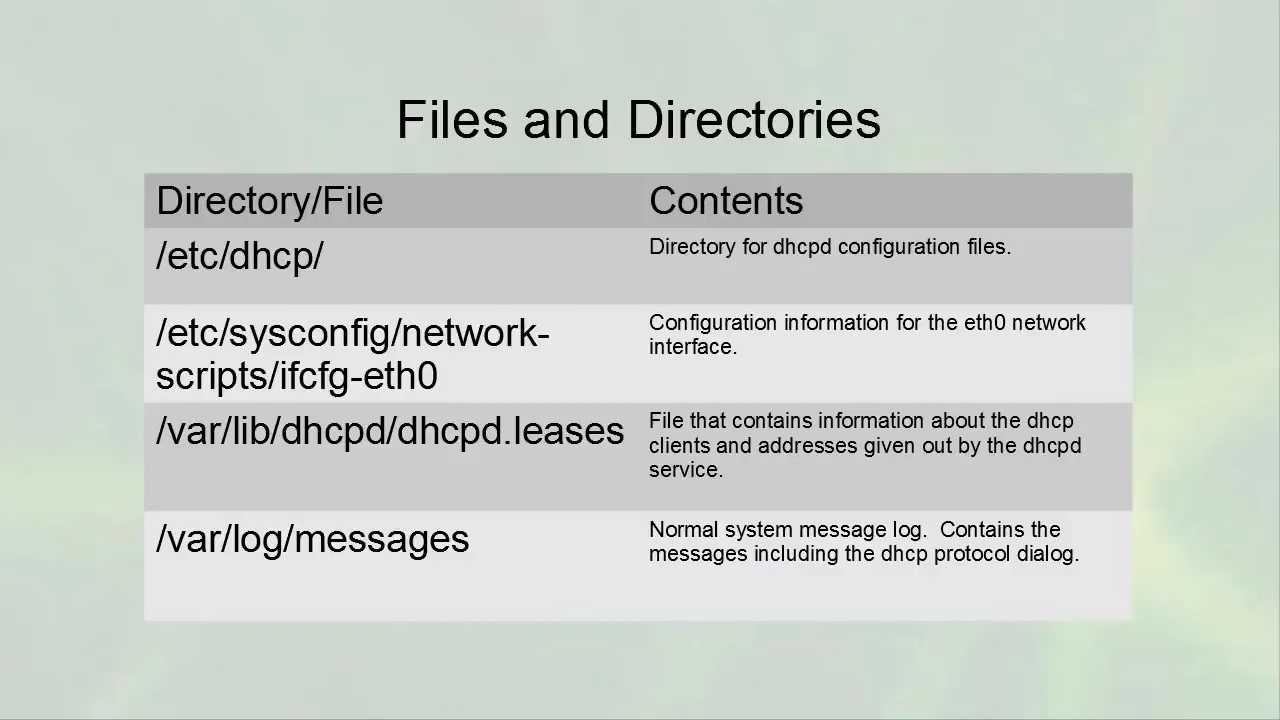 Files and Directories
Directory/File
Contents
/etc/dhcp/
Directory for dhcpd configuration files.
/etc/sysconfig/network-
scripts/ifcfg-eth0
Configuration information for the eth0 network
interface.
/var/lib/dhcpd/dhcpd.leases
File that contains information about the dhcp
clients and addresses given out by the dhcpd
service.
/var/log/messages
Normal system message log.  Contains the
messages including the dhcp protocol dialog.